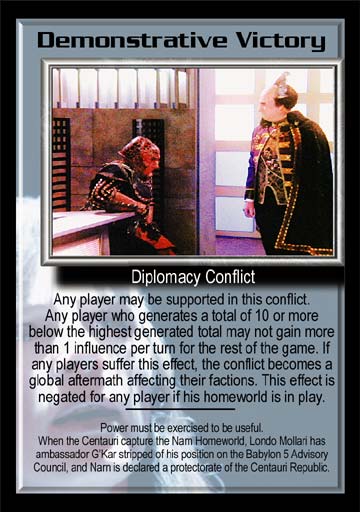 Demonstrative Victory
Diplomacy Conflict
Any player may be supported in this conflict.
Any player who generates a total of 10 or more
below the highest generated total may not gain more
than 1 influence per turn for the rest of the game. If
any players suffer this effect, the conflict becomes a
global aftermath affecting their factions. This effect is
negated for any player if his homeworld is in play.
Power must be exercised to be useful.
When the Centauri capture the Narn Homeworld, Londo Mollari has
ambassador G'Kar stripped of his position on the Babylon 5 Advisory
Council, and Narn is declared a protectorate of the Centauri Republic.